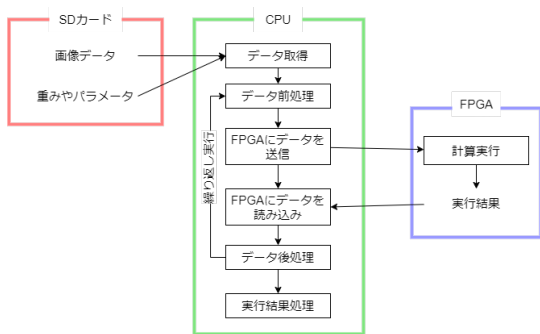 SDカード
画像データ
重みやパラメータ
CPU
データ取得
データ前処理
FPGAにデータを
送信
FPGAにデータを
読み込み
データ後処理
実行結果処理
繰り返し実行
FPGA
計算実行
実行結果